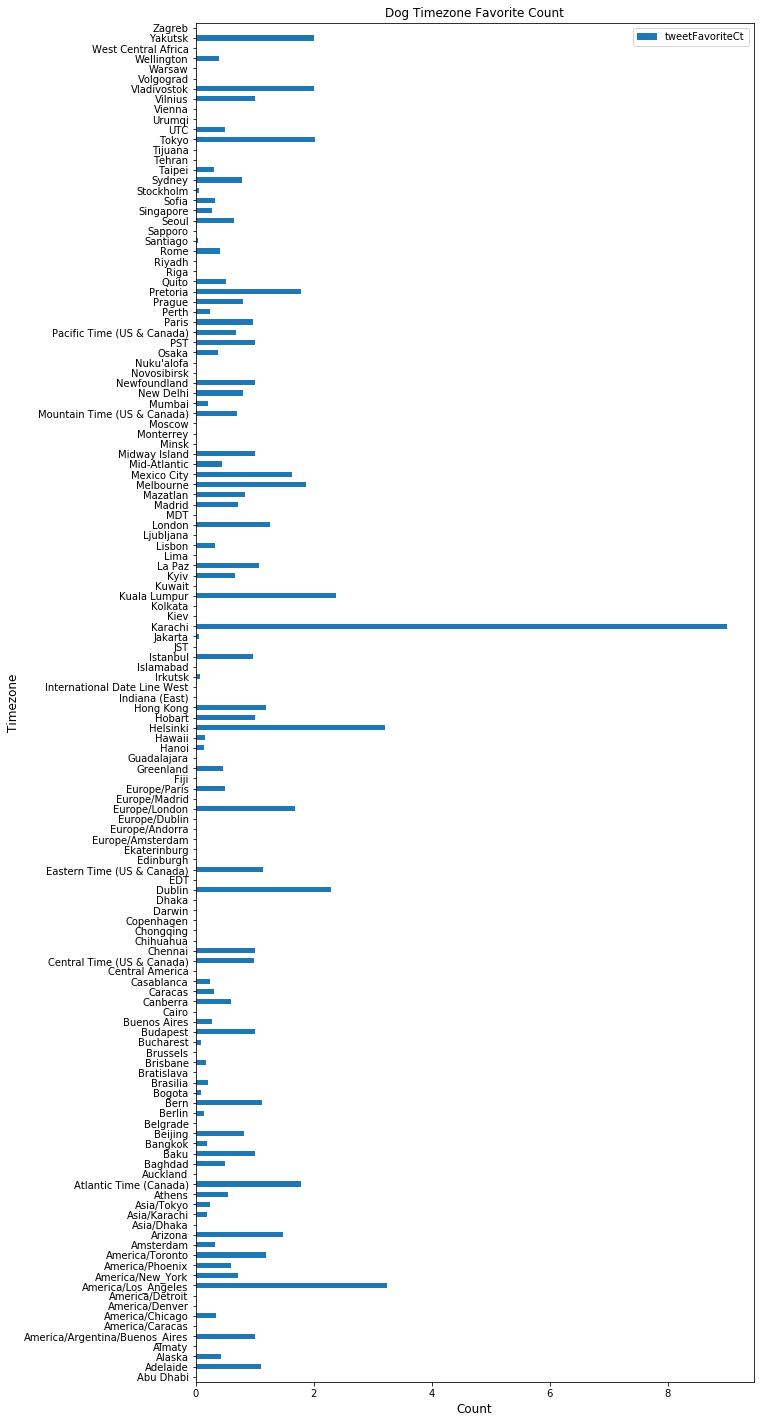 Dog Timezone Favorite Count
tweetFavoriteCt
Zagreb
Yakutsk
West Central Africa
Wellington
Warsaw
Volgograd
Vladivostok
Vilnius
Vienna
Urumqi
UTC
Tokyo
Tijuana
Tehran
Taipei
Sydney
Stockholm
Sofia
Singapore
Seoul
Sapporo
Santiago
Rome
Riyadh
Riga
Quito
Pretoria
Prague
Perth
Paris
Pacific Time (US & Canada)
PST
Osaka
Nuku'alofa
Novosibirsk
Newfoundland
New Delhi
Mumbai
Mountain Time (US & Canada)
Moscow
Monterrey
Minsk
Midway Island
Mid-Atlantic
Mexico City
Melbourne
Mazatlan
Madrid
MDT
London
Ljubljana
Lisbon
Lima
La Paz
Kyiv
Kuwait
Kuala Lumpur
Kolkata
Kiev
Karachi
Jakarta
JST
Istanbul
Islamabad
Irkutsk
International Date Line West
Indiana (East)
Hong Kong
Hobart
Helsinki
Hawaii
Hanoi
Guadalajara
Greenland
Fiji
Europe/Paris
Europe/Madrid
Europe/London
Europe/Dublin
Europe/Andorra
Europe/Amsterdam
Ekaterinburg
Edinburgh
Eastern Time (US & Canada)
EDT
Dublin
Dhaka
Darwin
Copenhagen
Chongqing
Chihuahua
Chennai
Central Time (US & Canada)
Central America
Casablanca
Caracas
Canberra
Cairo
Buenos Aires
Budapest
Bucharest
Brussels
Brisbane
Bratislava
Brasilia
Bogota
Bern
Berlin
Belgrade
Beijing
Bangkok
Baku
Baghdad
Auckland
Atlantic Time (Canada)
Athens
Asia/Tokyo
Asia/Karachi
Asia/Dhaka
Arizona
Amsterdam
America/Toronto
America/Phoenix
America/New_York
America/Los_Angeles
America/Detroit
America/Denver
America/Chicago
America/Caracas
America/Argentina/Buenos_Aires
Almaty
Alaska
Adelaide
Abu Dhabi
Timezone
0 2 4 6 8
Count